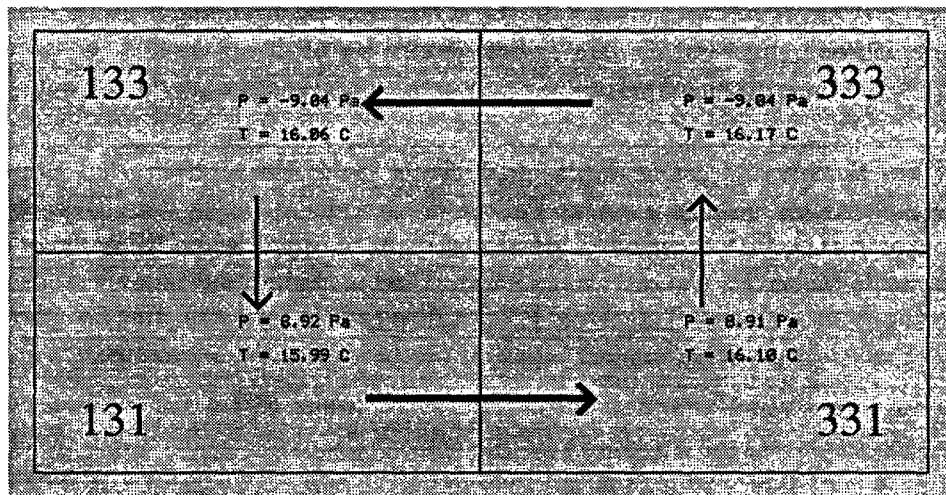 133
P = -9.04 Pa
T = 16.06 C
333
P = -9.04 Pa
T = 16.17 C
P = 8.92 Pa
T = 15.99 C
131
P = 8.91 Pa
T = 16.10 C
331